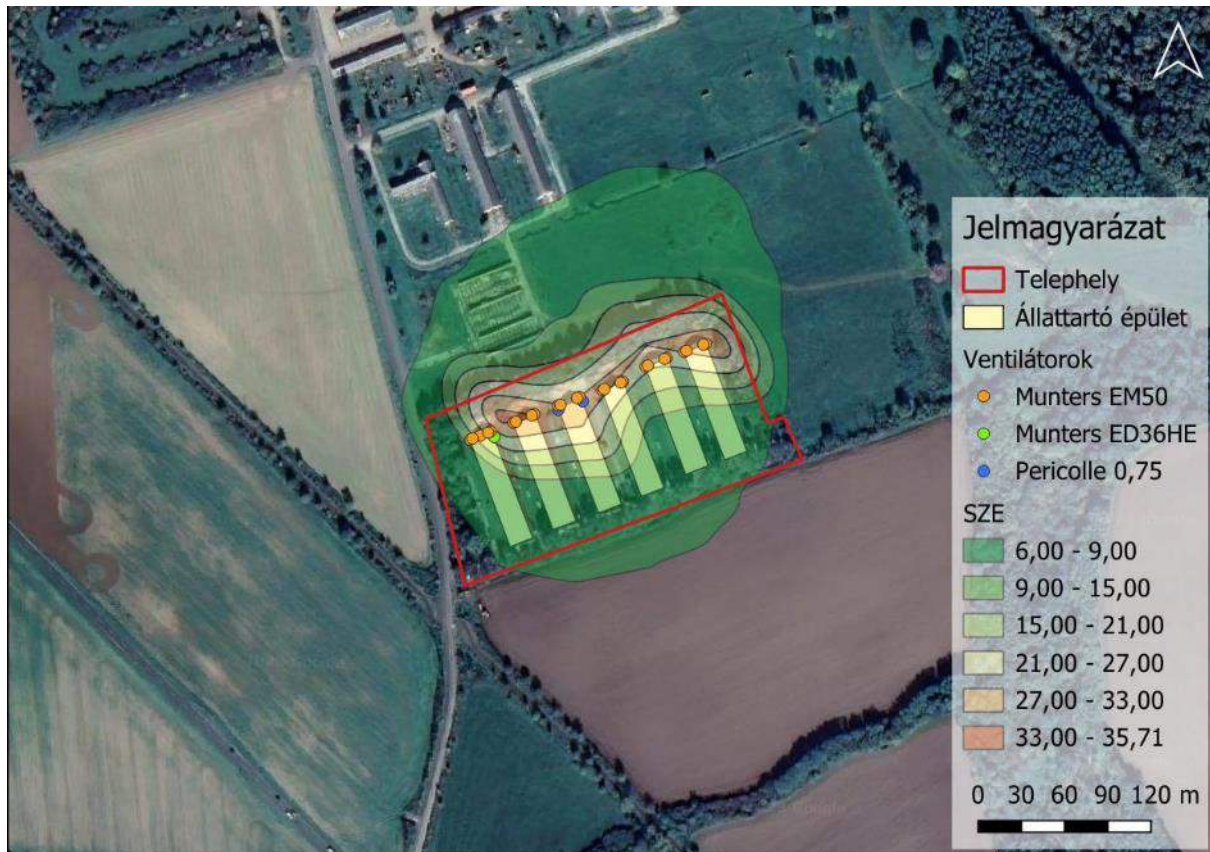 Jelmagyarázat
Telephely
Állattartó épület
Ventilátorok
Munters EM50
Munters ED36HE
Pericolle 0,75
SZE
6,00 - 9,00
9,00 - 15,00
15,00 - 21,00
21,00 - 27,00
27,00 - 33,00
33,00 - 35,71
0 30 60 90 120 m